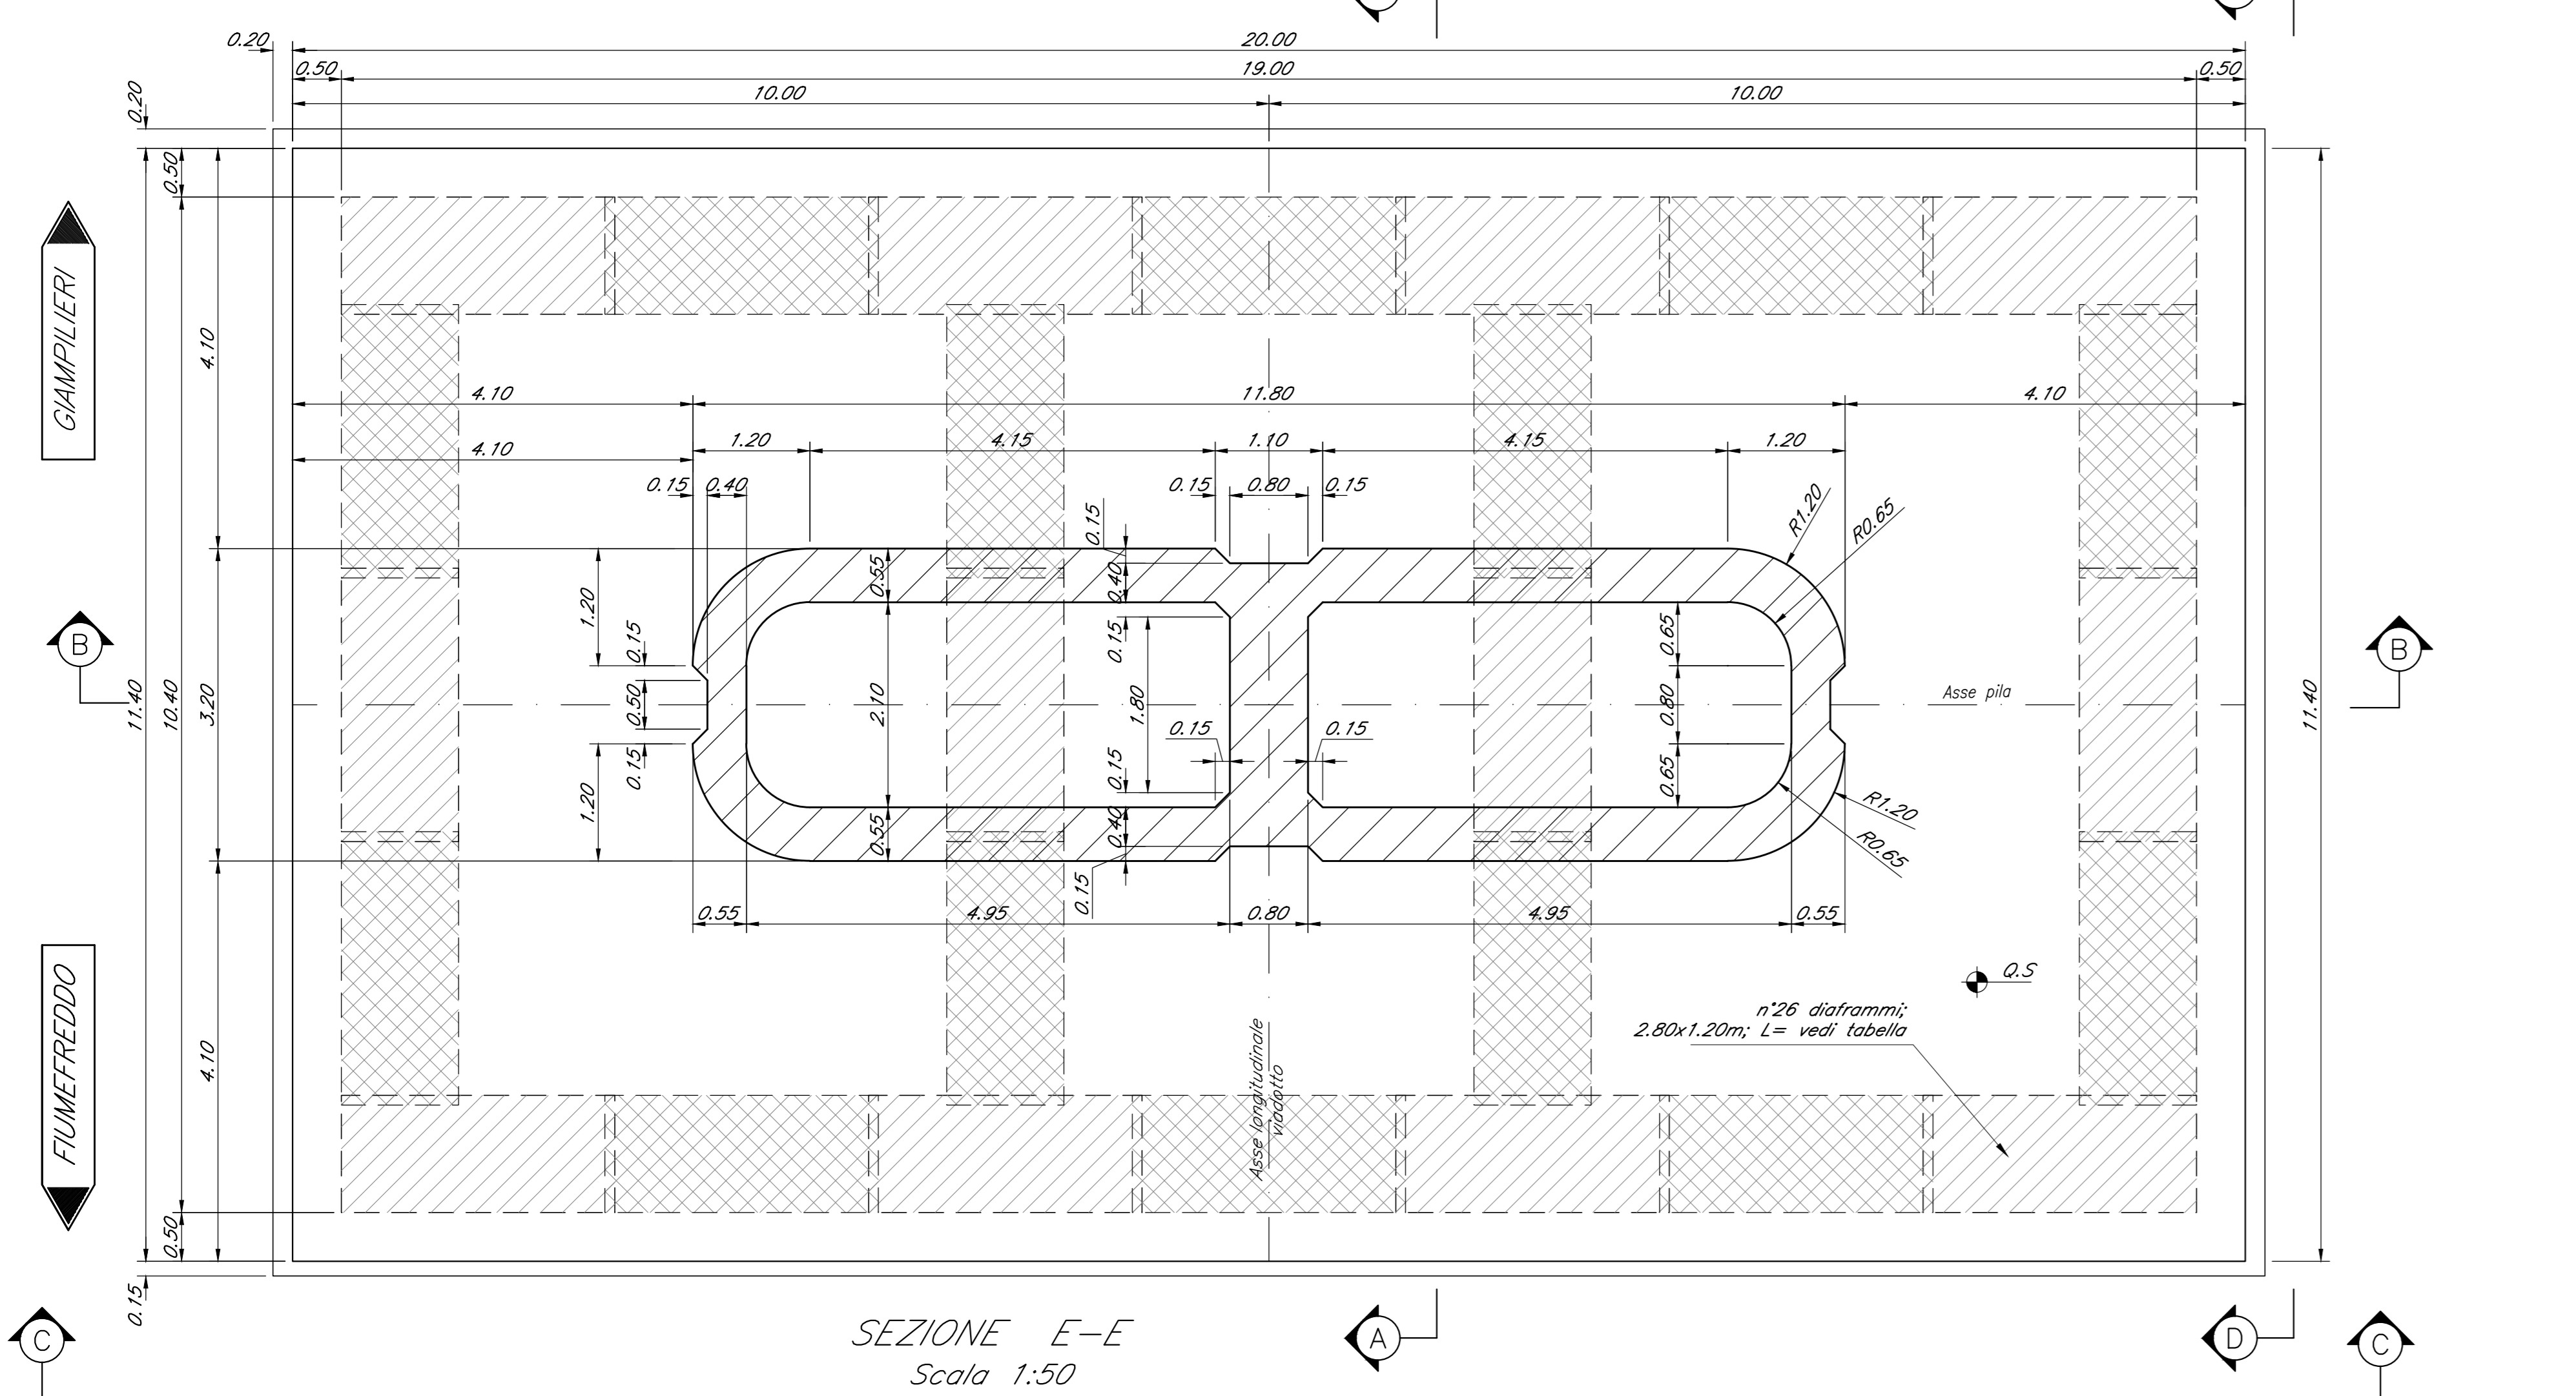 0.20
20.00
0.50
19.00
0.50
10.00
10.00
0.20
0.50
GIAMPILIERI
4.10
4.10
11.80
4.10
4.10
1.20
4.15
1.10
4.15
1.20
0.15
0.40
0.15
0.80
0.15
R1.20
R0.65
0.15
0.55
0.40
1.20
0.15
0.15
0.65
B
B
11.40
10.40
3.20
0.50
2.10
1.80
0.80
Asse pila
11.40
0.15
0.15
0.15
0.15
0.65
1.20
0.55
0.40
R1.20
R0.65
0.15
0.55
4.95
0.80
4.95
0.55
Q.S
n°26 diaframmi;
2.80x1.20m; L= vedi tabella
FIUMEFREDDO
4.10
Asse longitudinale
viadotto
0.50
0.15
SEZIONE E-E
Scala 1:50
C
A
D
C